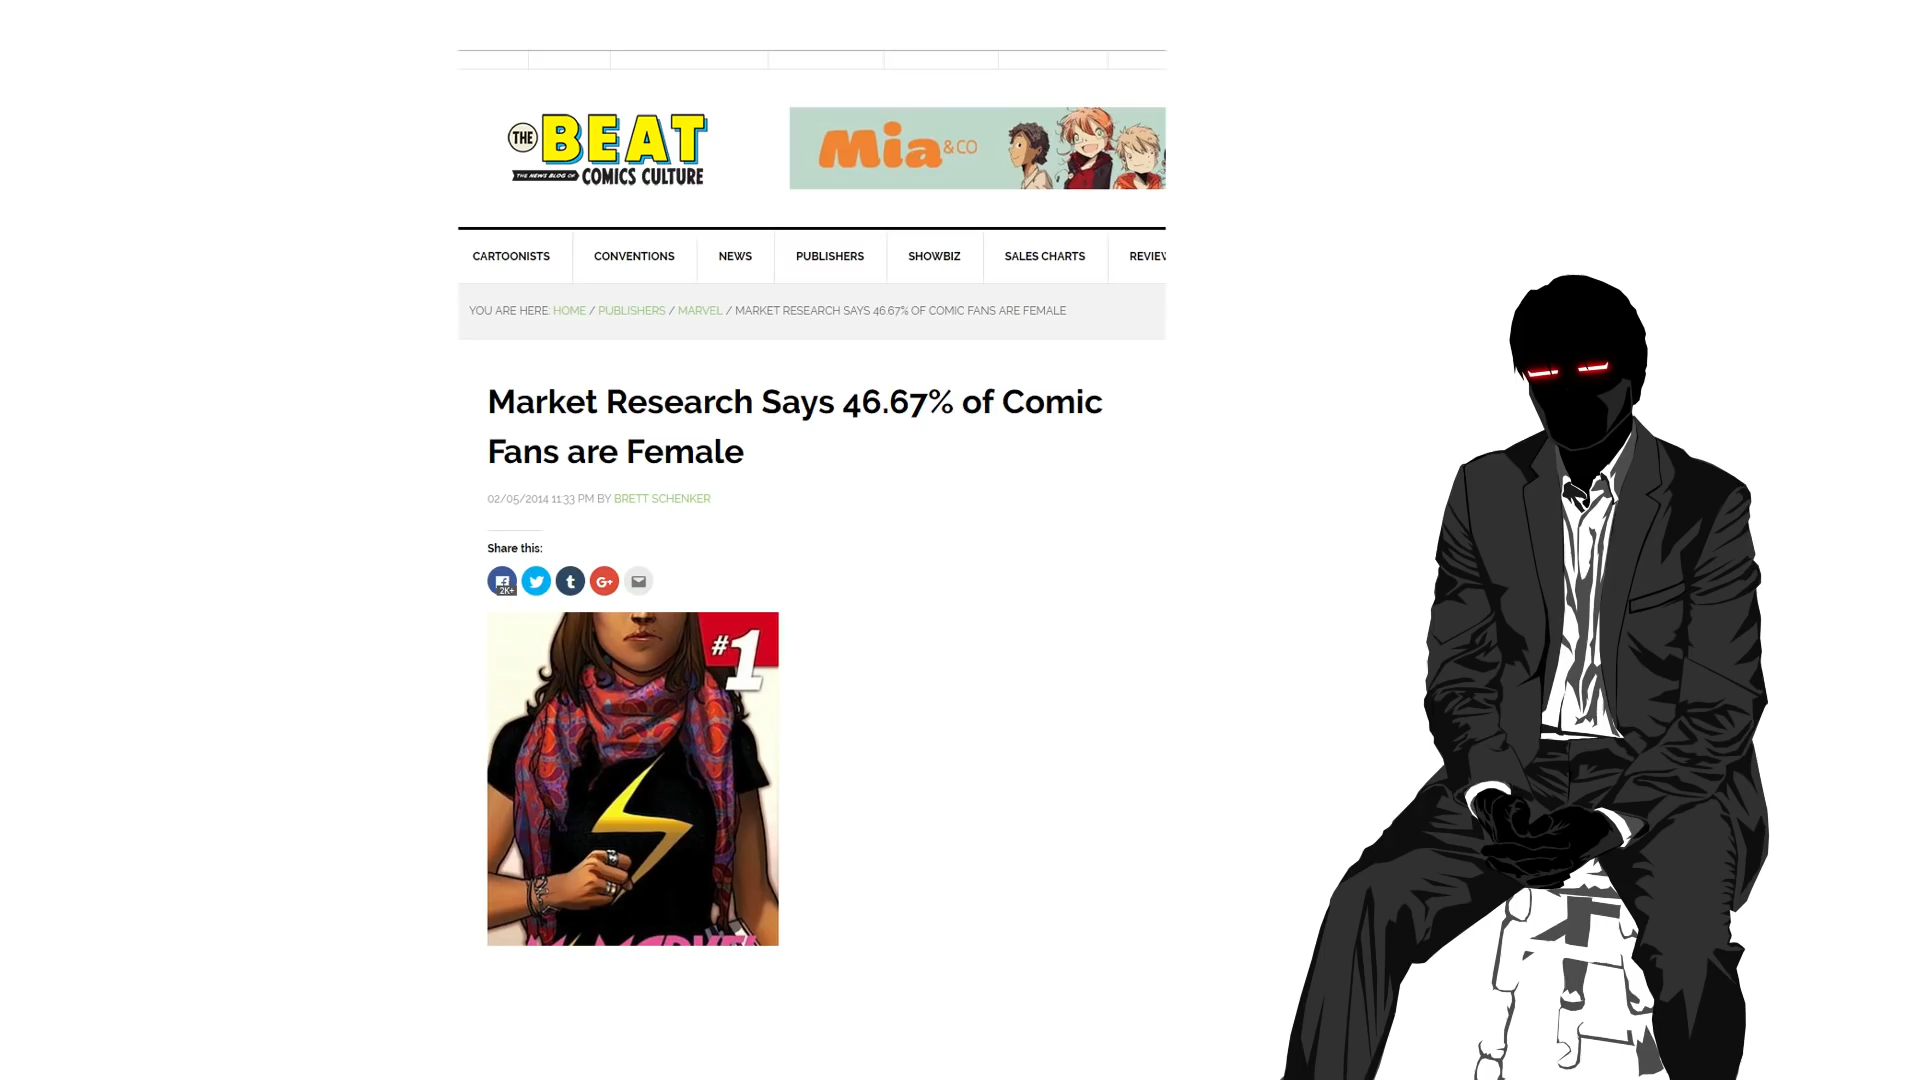 THE BEAT
THE NEWS BLOG OF COMICS CULTURE
Mia & CO
CARTOONISTS CONVENTIONS NEWS PUBLISHERS SHOWBIZ SALES CHARTS REVIEW
YOU ARE HERE: HOME / PUBLISHERS / MARVEL / MARKET RESEARCH SAYS 46.67% OF COMIC FANS ARE FEMALE
Market Research Says 46.67% of Comic
Fans are Female
02/05/2014 11:33 PM BY BRETT SCHENKER
Share this:
2K+
#1